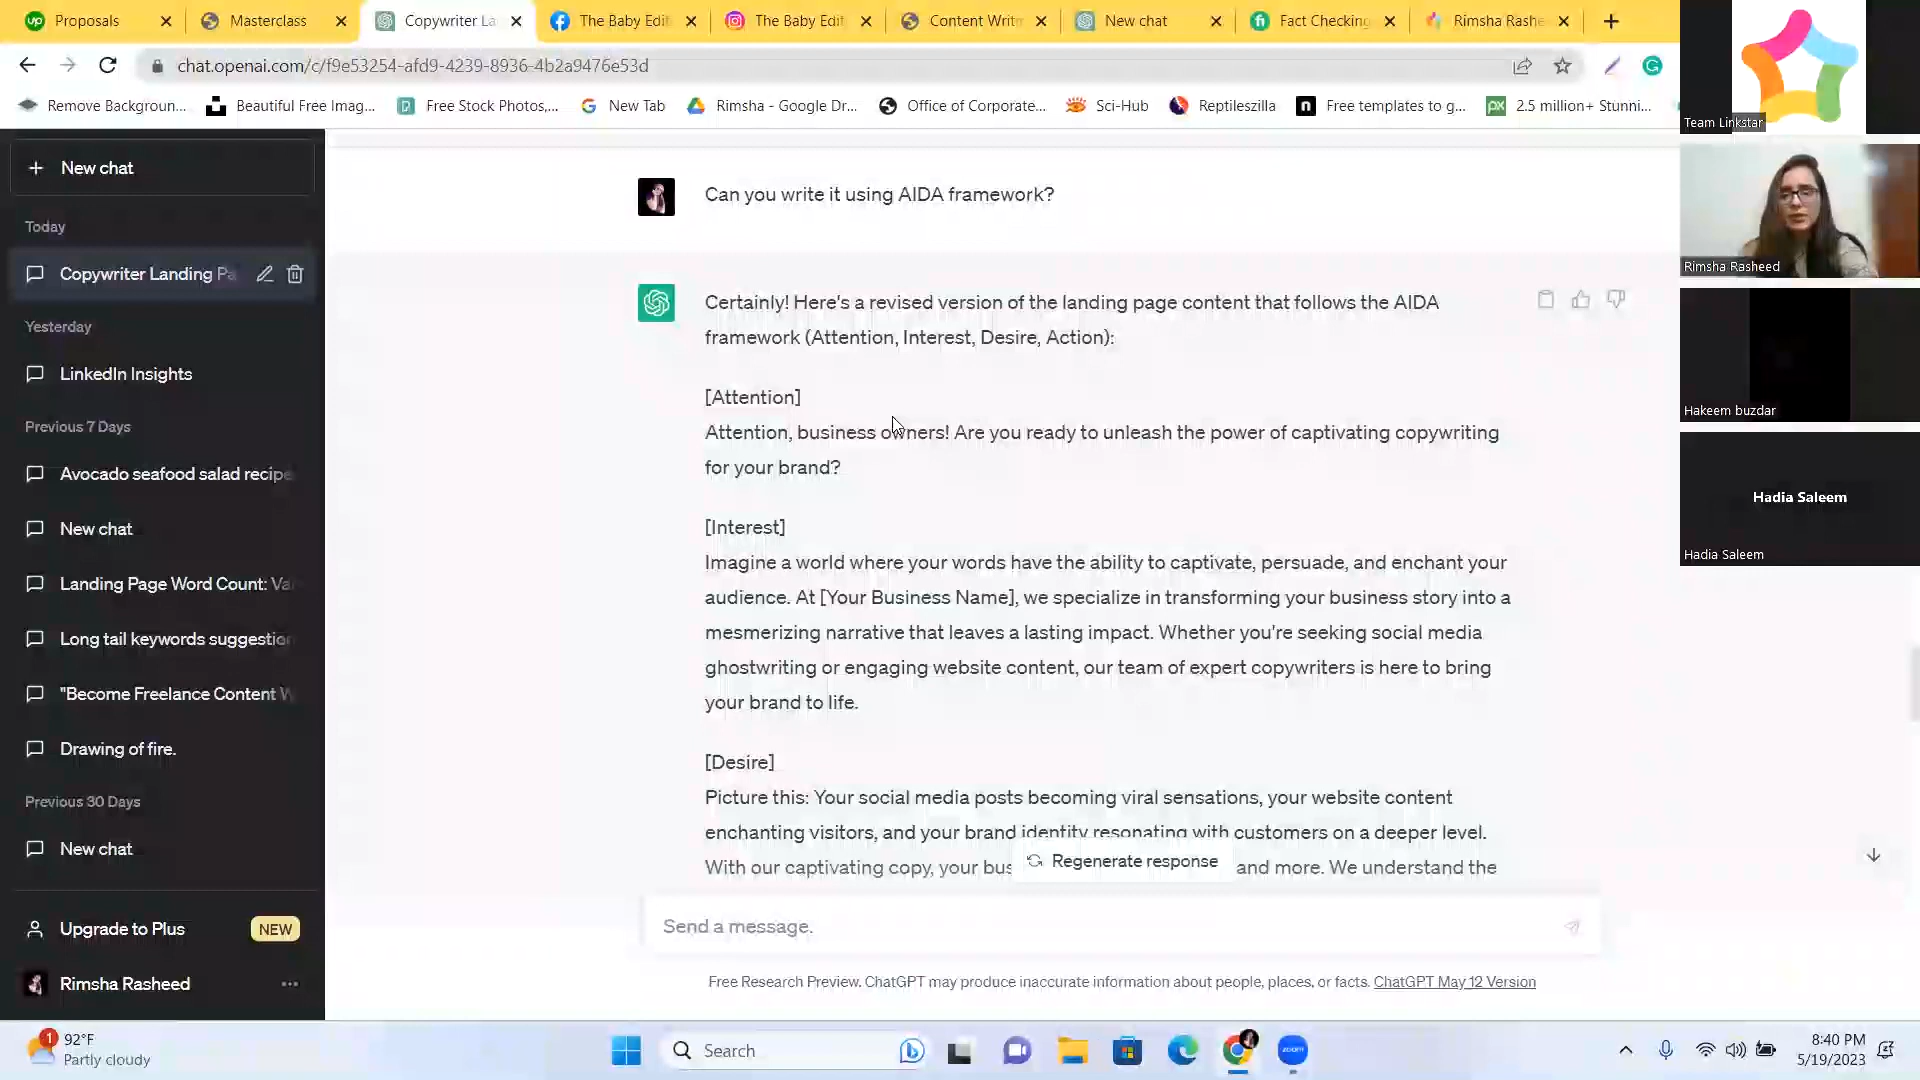 Proposals
Masterclass
Copywriter La
The Baby Edit
The Baby Edit
Content Writ
New chat
Fact Checking
Rimsha Rashe
chat.openai.com/c/f9e53254-afd9-4239-8936-4b2a9476e53d
Remove Backgroun...
Beautiful Free Imag...
Free Stock Photos,...
New Tab
Rimsha - Google Dr...
Office of Corporate...
Sci-Hub
Reptileszilla
Free templates to g...
2.5 million+ Stunni...
Team Linkstar
Rimsha Rasheed
Hakeem buzdar
Hadia Saleem
Hadia Saleem
New chat
Today
Copywriter Landing Pa
Yesterday
LinkedIn Insights
Previous 7 Days
Avocado seafood salad recipe
New chat
Landing Page Word Count: Va
Long tail keywords suggestion
"Become Freelance Content W
Drawing of fire.
Previous 30 Days
New chat
Upgrade to Plus
NEW
Rimsha Rasheed
Can you write it using AIDA framework?
Certainly! Here's a revised version of the landing page content that follows the AIDA
framework (Attention, Interest, Desire, Action):
[Attention]
Attention, business owners! Are you ready to unleash the power of captivating copywriting
for your brand?
[Interest]
Imagine a world where your words have the ability to captivate, persuade, and enchant your
audience. At [Your Business Name], we specialize in transforming your business story into a
mesmerizing narrative that leaves a lasting impact. Whether you're seeking social media
ghostwriting or engaging website content, our team of expert copywriters is here to bring
your brand to life.
[Desire]
Picture this: Your social media posts becoming viral sensations, your website content
enchanting visitors, and your brand identity resonating with customers on a deeper level.
With our captivating copy, your bus and more. We understand the
Regenerate response
Send a message.
Free Research Preview. ChatGPT may produce inaccurate information about people, places, or facts. ChatGPT May 12 Version
1
92°F
Partly cloudy
Search
zoom
8:40 PM
5/19/2023